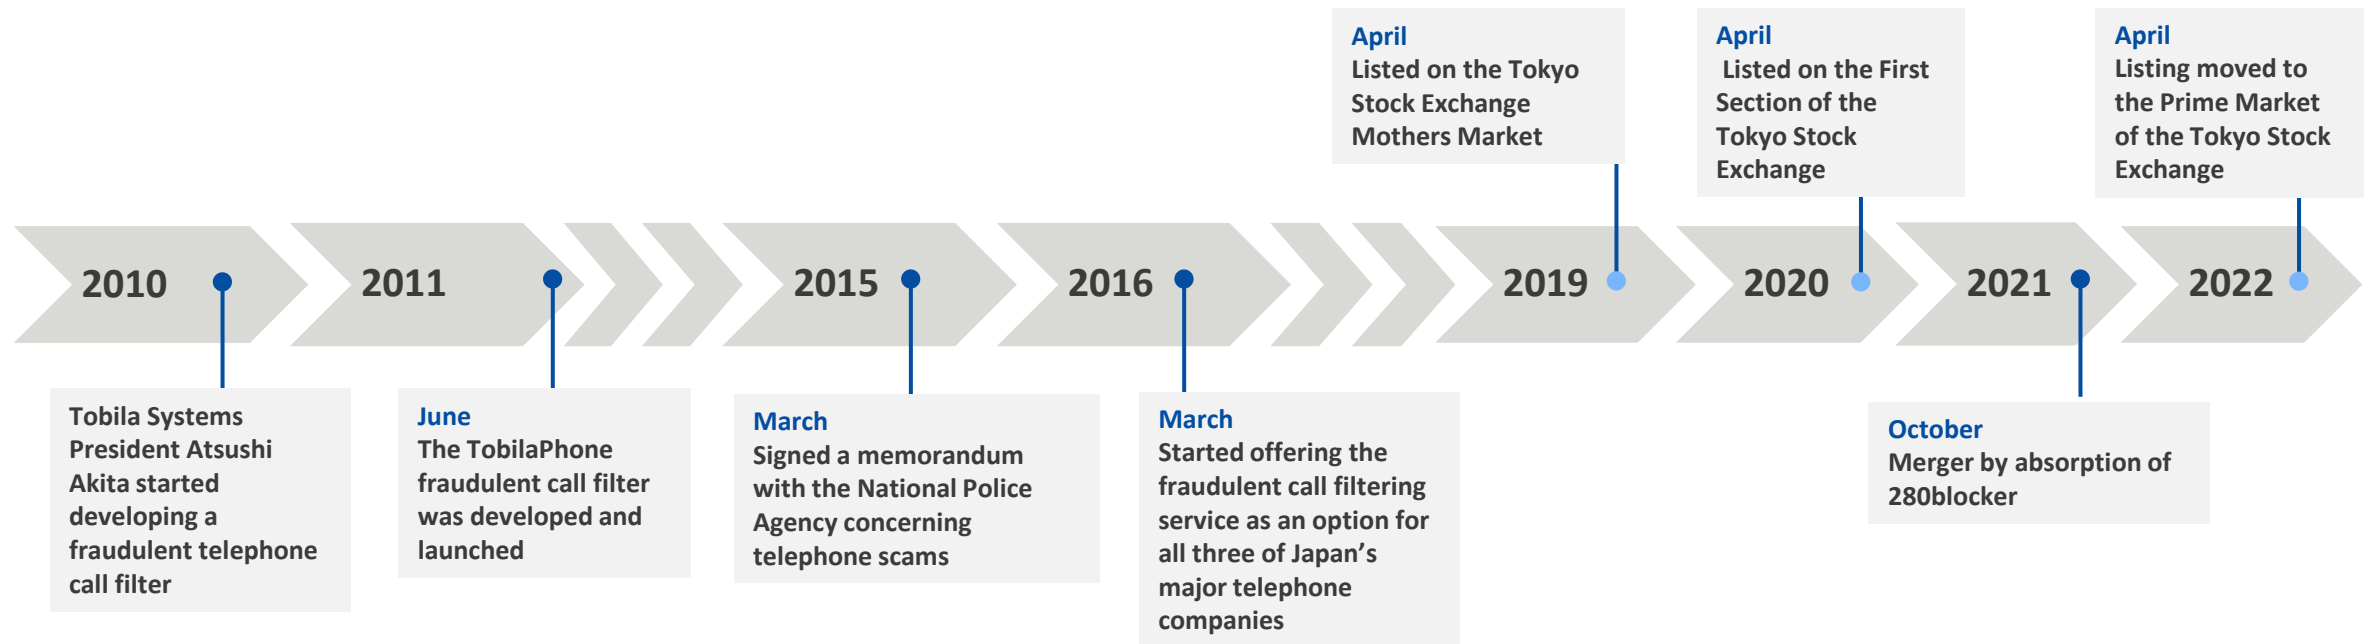 April
Listed on the Tokyo
Stock Exchange
Mothers Market
April
Listed on the First
Section of the
Tokyo Stock
Exchange
April
Listing moved to
the Prime Market
of the Tokyo Stock
Exchange
2010
2011
2015
2016
2019
2020
2021
2022
Tobila Systems
President Atsushi
Akita started
developing a
fraudulent telephone
call filter
June
The TobilaPhone
fraudulent call filter
was developed and
launched
March
Signed a memorandum
with the National Police
Agency concerning
telephone scams
March
Started offering the
fraudulent call filtering
service as an option for
all three of Japan’s
major telephone
companies
October
Merger by absorption of
280blocker